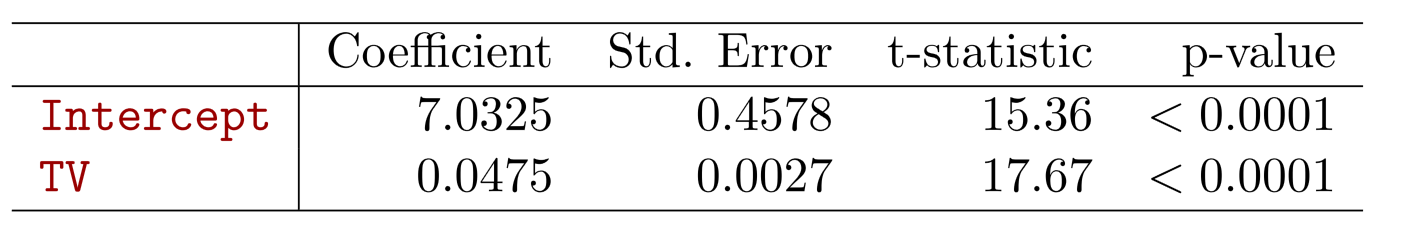 Coefficient Std. Error t-statistic p-value
Intercept 7.0325 0.4578 15.36 < 0.0001
TV 0.0475 0.0027 17.67 < 0.0001